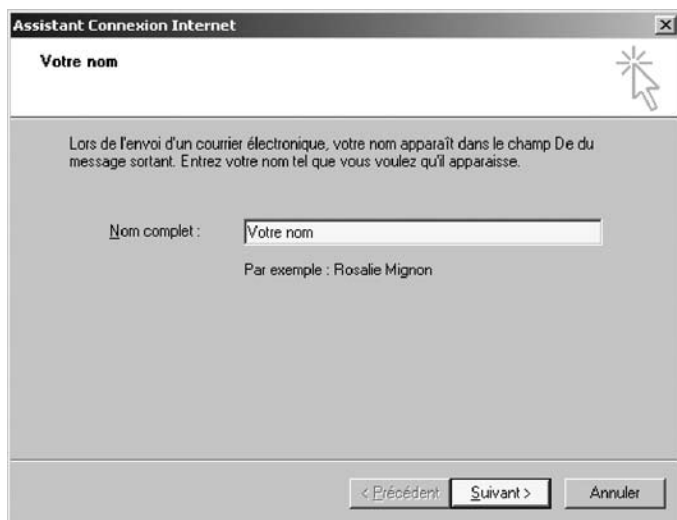 Assistant Connexion Internet
Votre nom
Lors de l'envoi d'un courrier électronique, votre nom apparaît dans le champ De du
message sortant. Entrez votre nom tel que vous voulez qu'il apparaisse.
Nom complet : Votre nom
Par exemple : Rosalie Mignon
< Précédent Suivant > Annuler